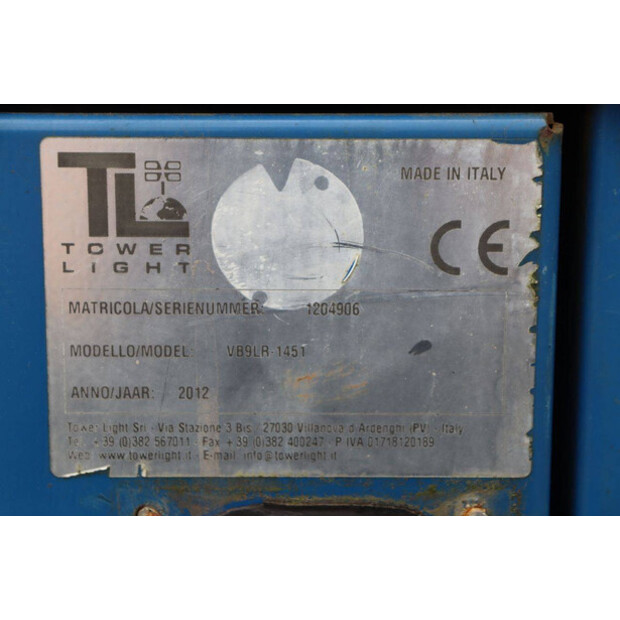 TL
TOWER
LIGHT
MADE IN ITALY
CE
MATRICOLA/SERIENUMMER: 1204906
MODELLO/MODEL: VB9LR-1451
ANNO/JAAR: 2012
Tower Light Srl - Via Stazione 3 Bis - 27030 Villanova d'Ardenghi (PV) - Italy
Tel. +39 (0)382 567011 - Fax +39 (0)382 400247 - P.IVA 01718120189
Web: www.towerlight.it - E-mail: info@towerlight.it